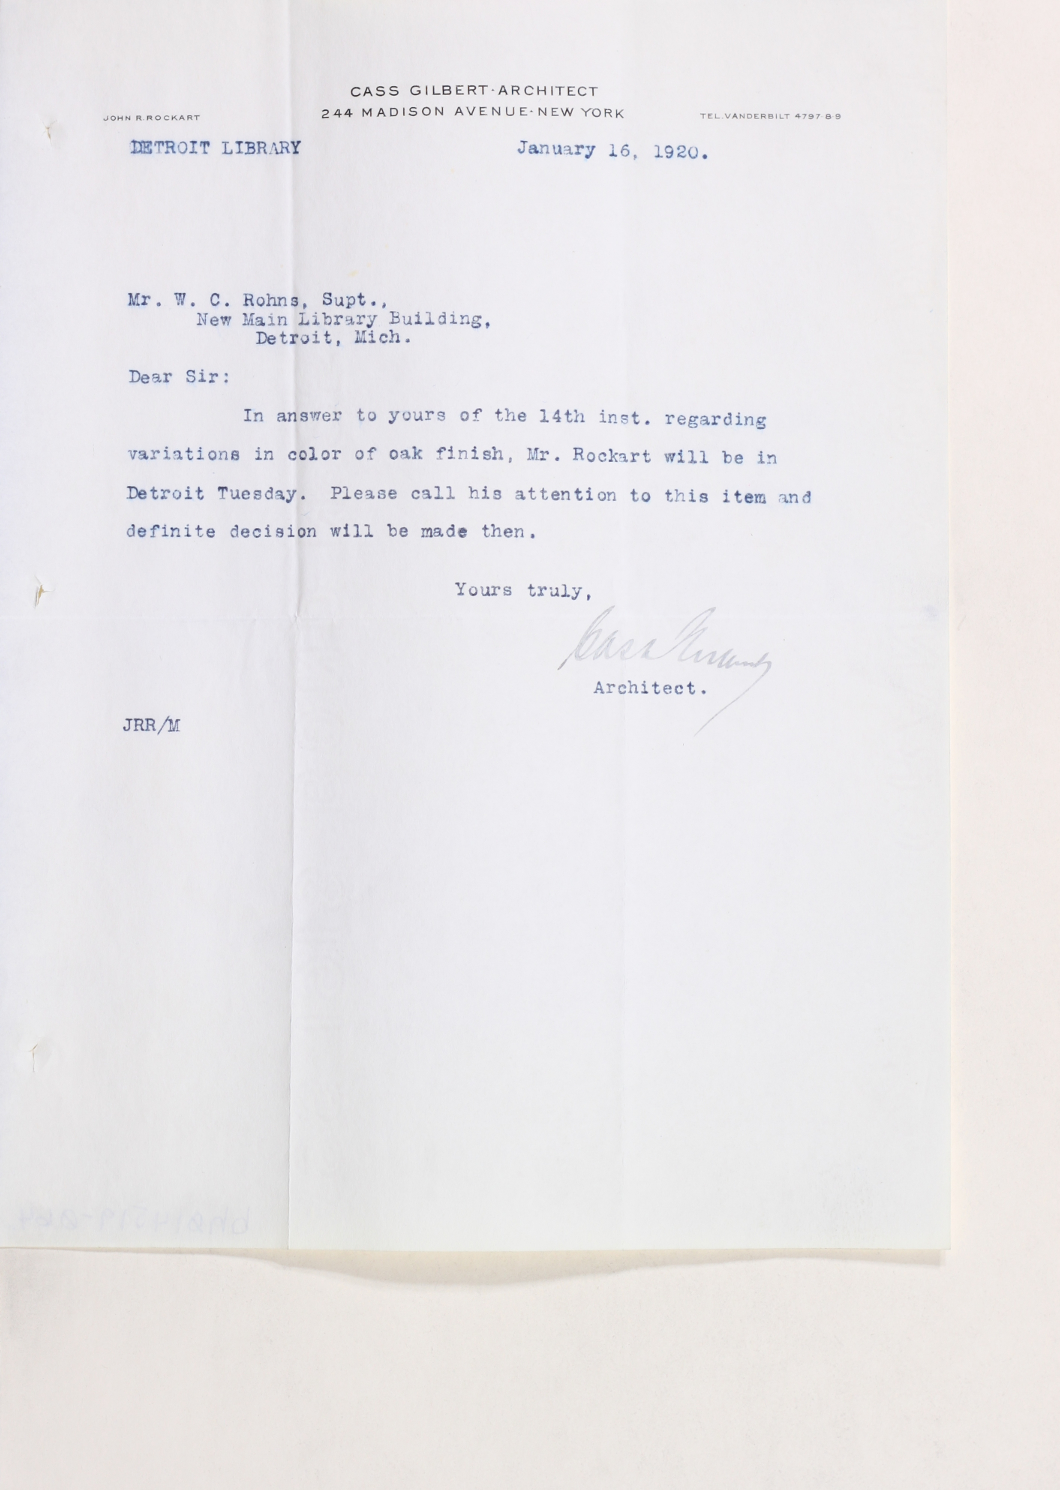 CASS GILBERT-ARCHITECT
244 MADISON AVENUE-NEW YORK
JOHN R. ROCKART
TEL. VANDERBILT 4797-8-9
DETROIT LIBRARY
January 16, 1920.
Mr. W. C. Rohns, Supt.,
New Main Library Building,
Detroit, Mich.
Dear Sir:
In answer to yours of the 14th inst. regarding
variations in color of oak finish, Mr. Rockart will be in
Detroit Tuesday. Please call his attention to this item and
definite decision will be made then.
Yours truly,
Cass Gilbert
Architect.
JRR/M